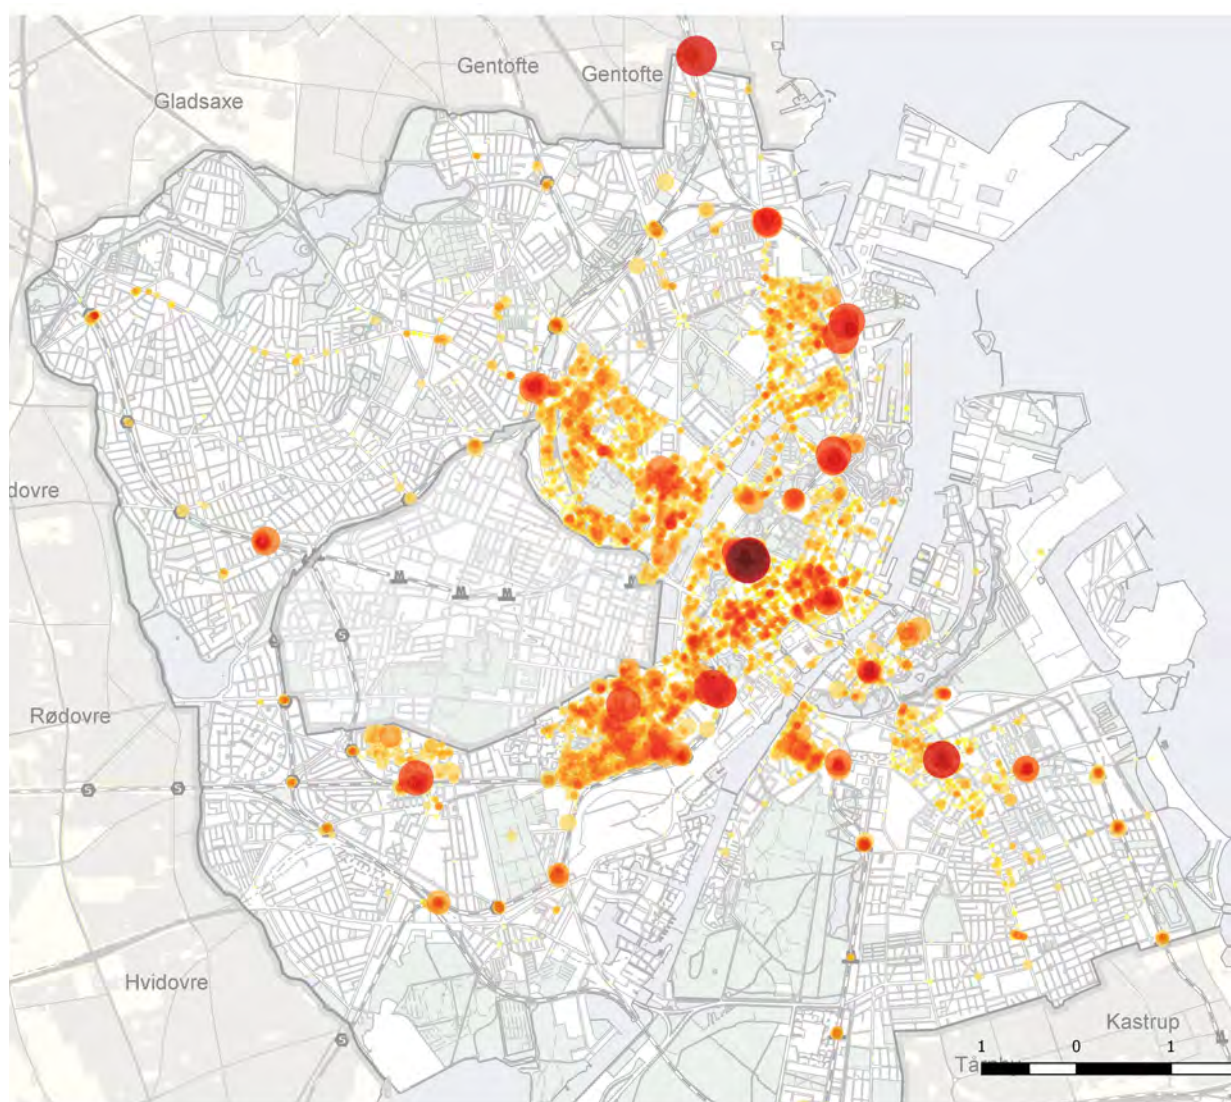 Gentofte
Gentofte
Gladsaxe
dovre
Rødovre
Hvidovre
Kastrup
1 0 1
S
S
S
S
S
M
M
M